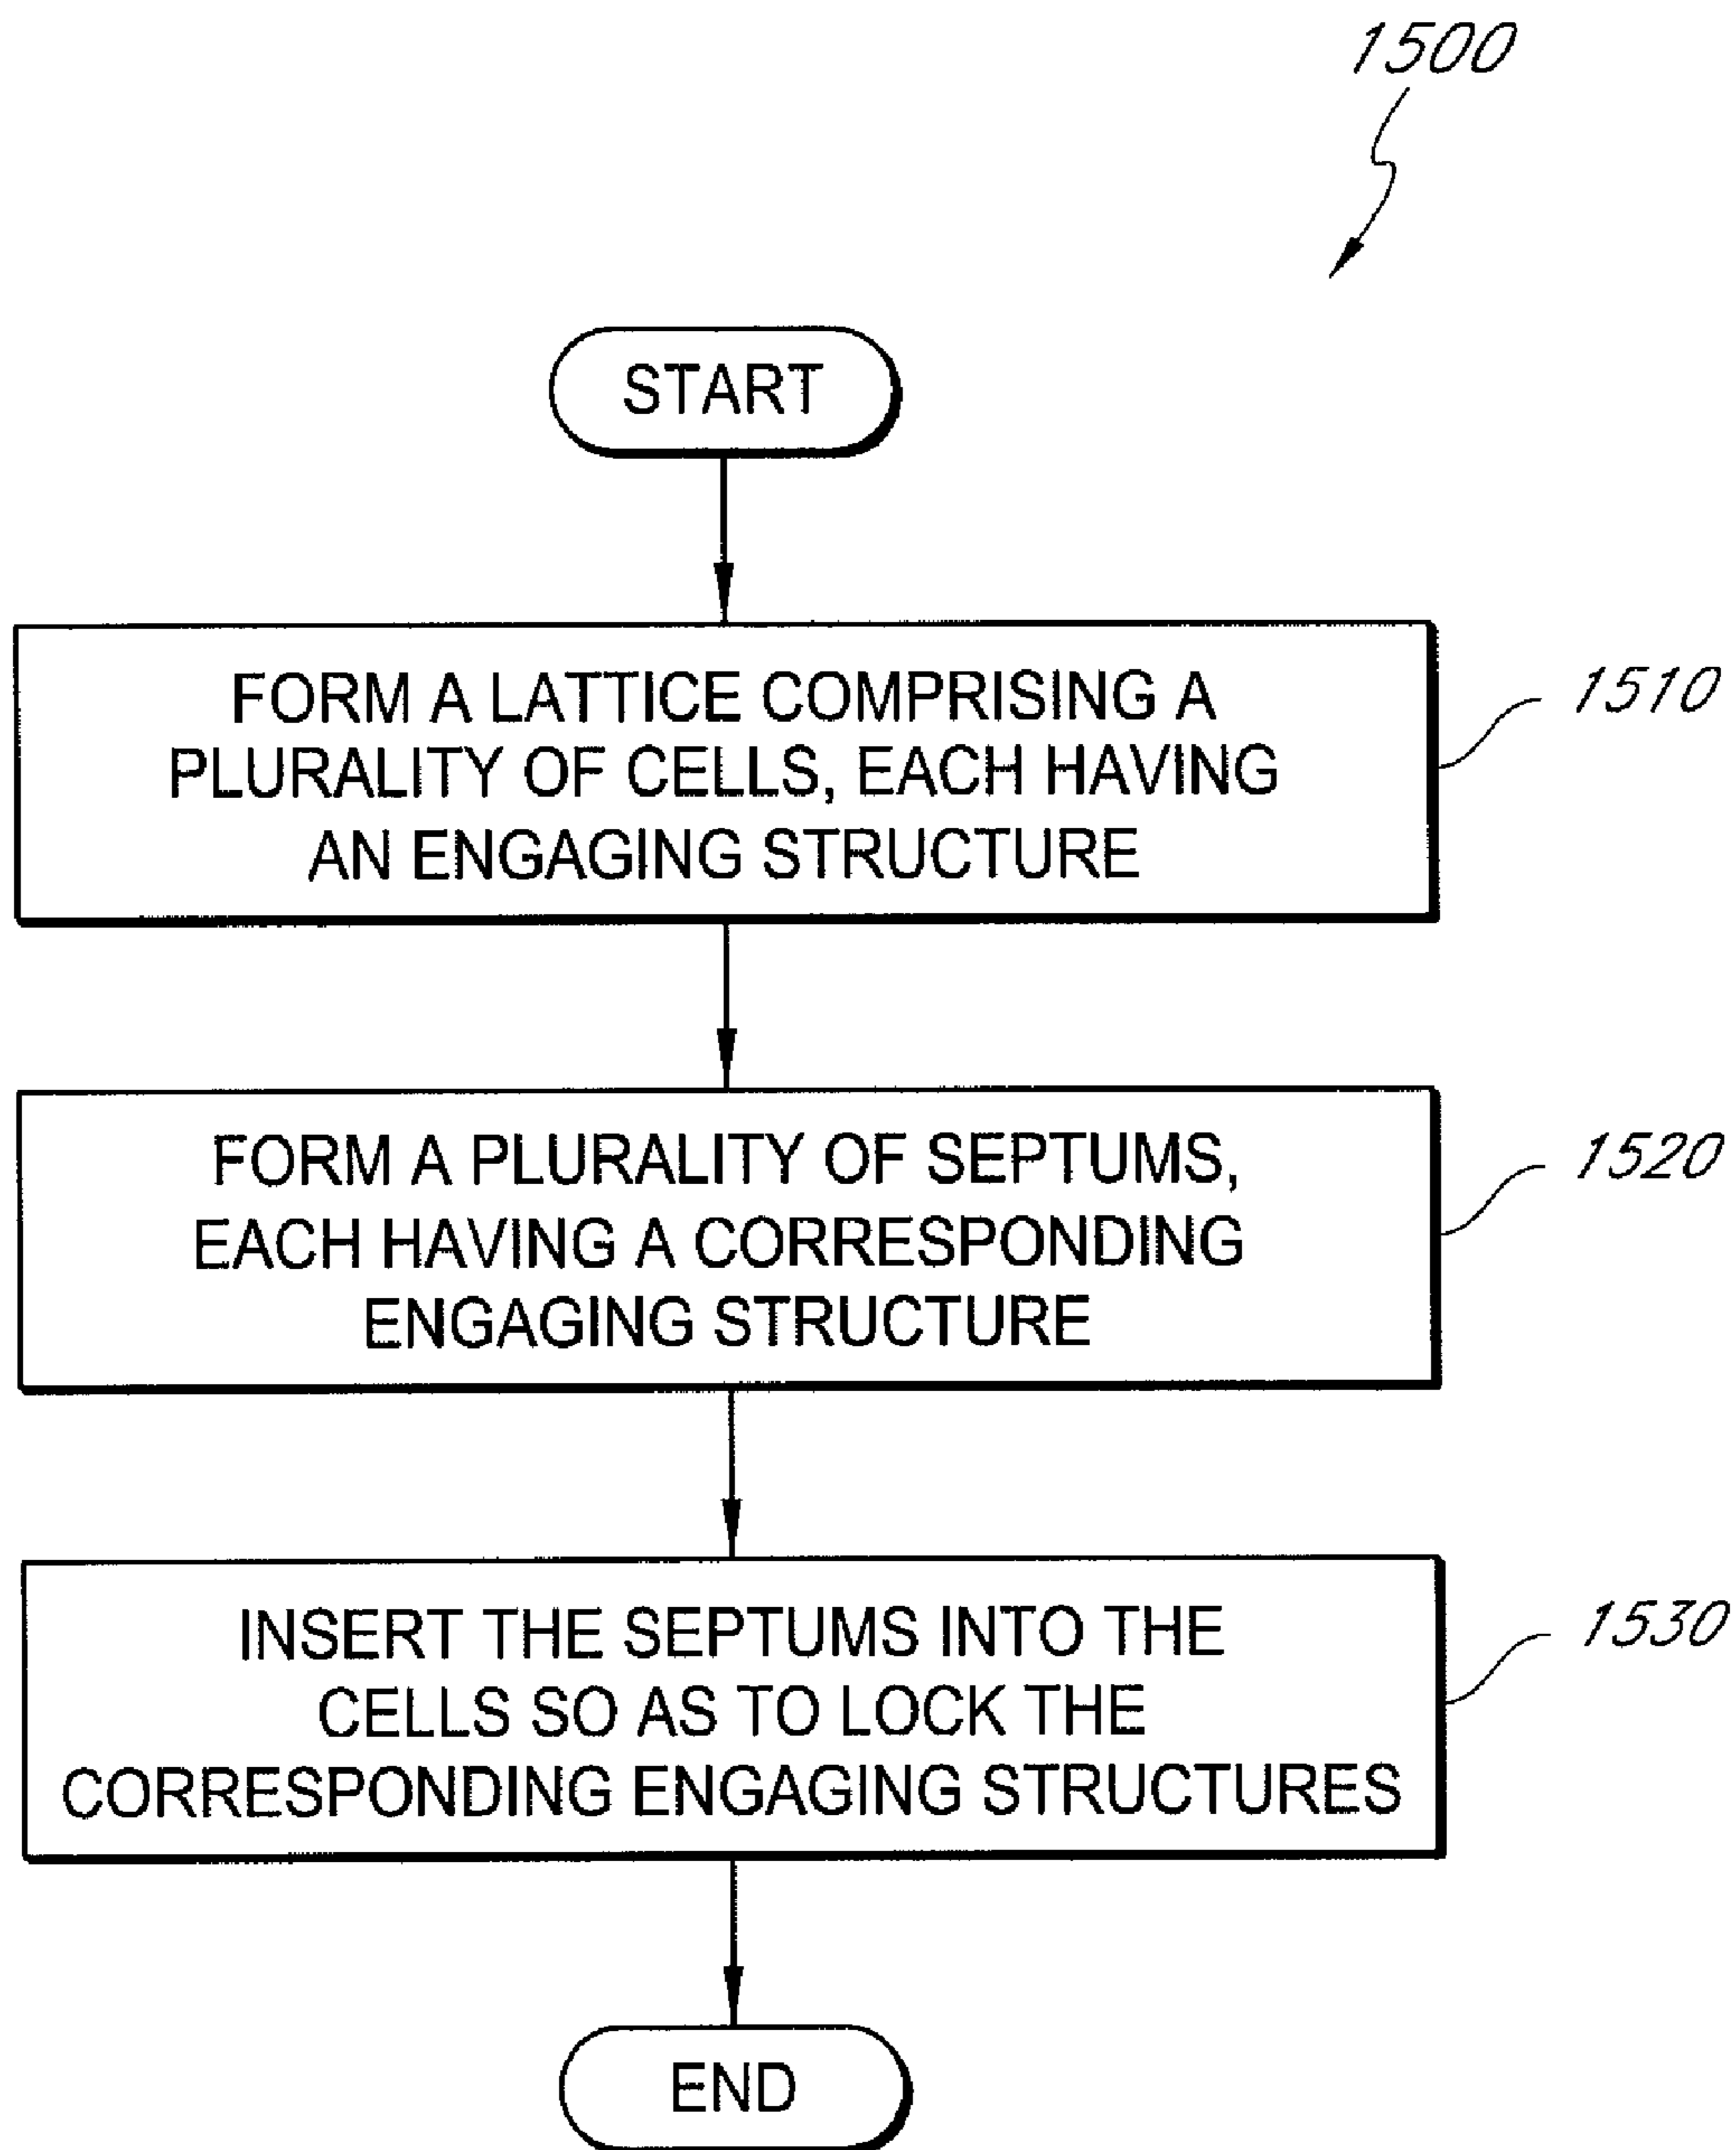 1500
START
FORM A LATTICE COMPRISING A
PLURALITY OF CELLS, EACH HAVING
AN ENGAGING STRUCTURE
1510
FORM A PLURALITY OF SEPTUMS,
EACH HAVING A CORRESPONDING
ENGAGING STRUCTURE
1520
INSERT THE SEPTUMS INTO THE
CELLS SO AS TO LOCK THE
CORRESPONDING ENGAGING STRUCTURES
1530
END